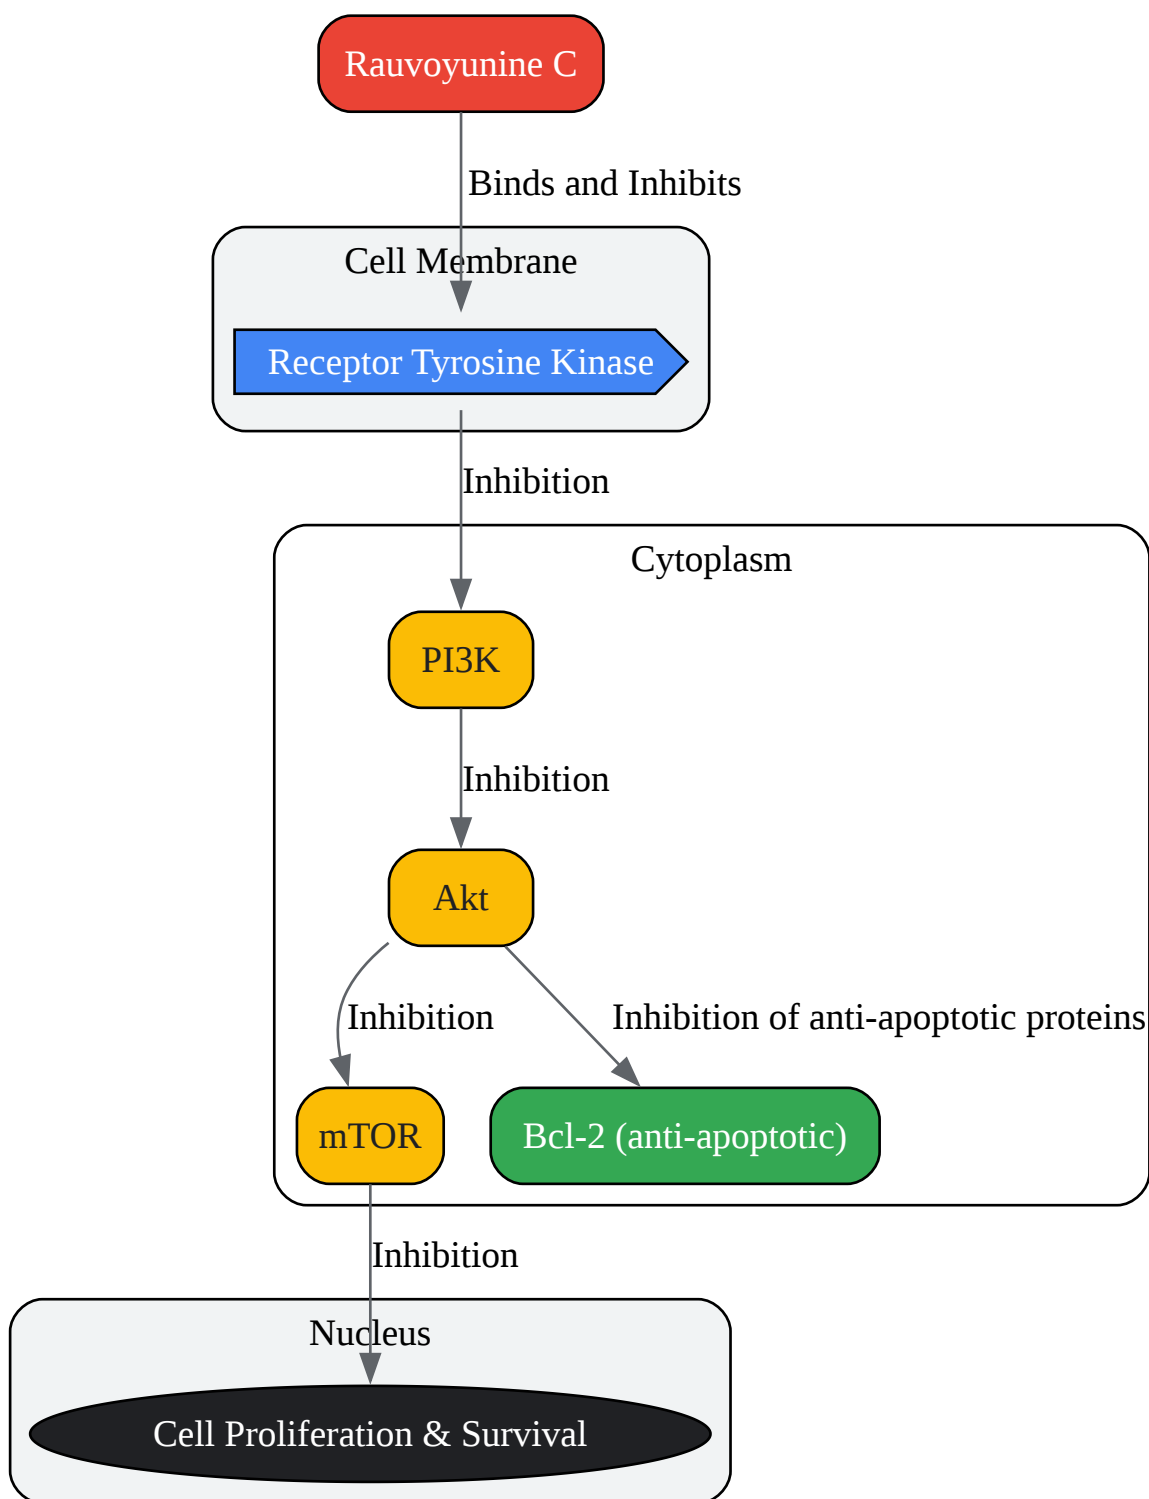 Rauvoyunine C
Binds and Inhibits
Cell Membrane
Receptor Tyrosine Kinase
Inhibition
Cytoplasm
PI3K
Inhibition
Akt
Inhibition
Inhibition of anti-apoptotic proteins
mTOR
Bcl-2 (anti-apoptotic)
Inhibition
Nucleus
Cell Proliferation & Survival